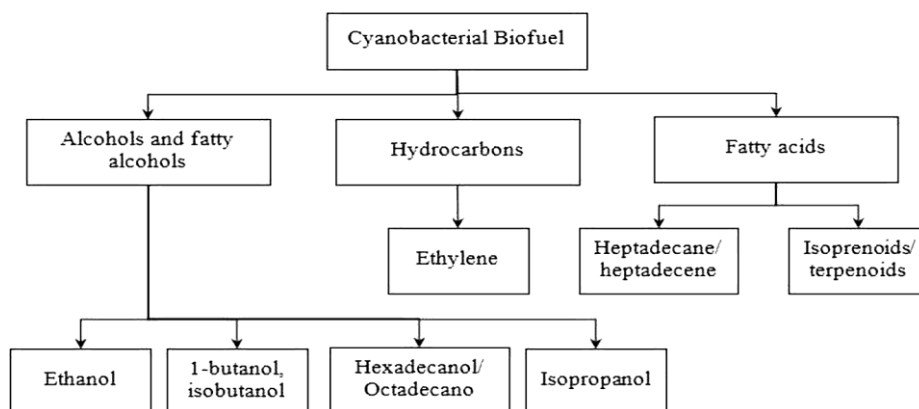 Cyanobacterial Biofuel
Alcohols and fatty
alcohols
Hydrocarbons
Fatty acids
Ethylene
Heptadecane/
heptadecene
Isoprenoids/
terpenoids
Ethanol
1-butanol,
isobutanol
Hexadecanol/
Octadecano
Isopropanol